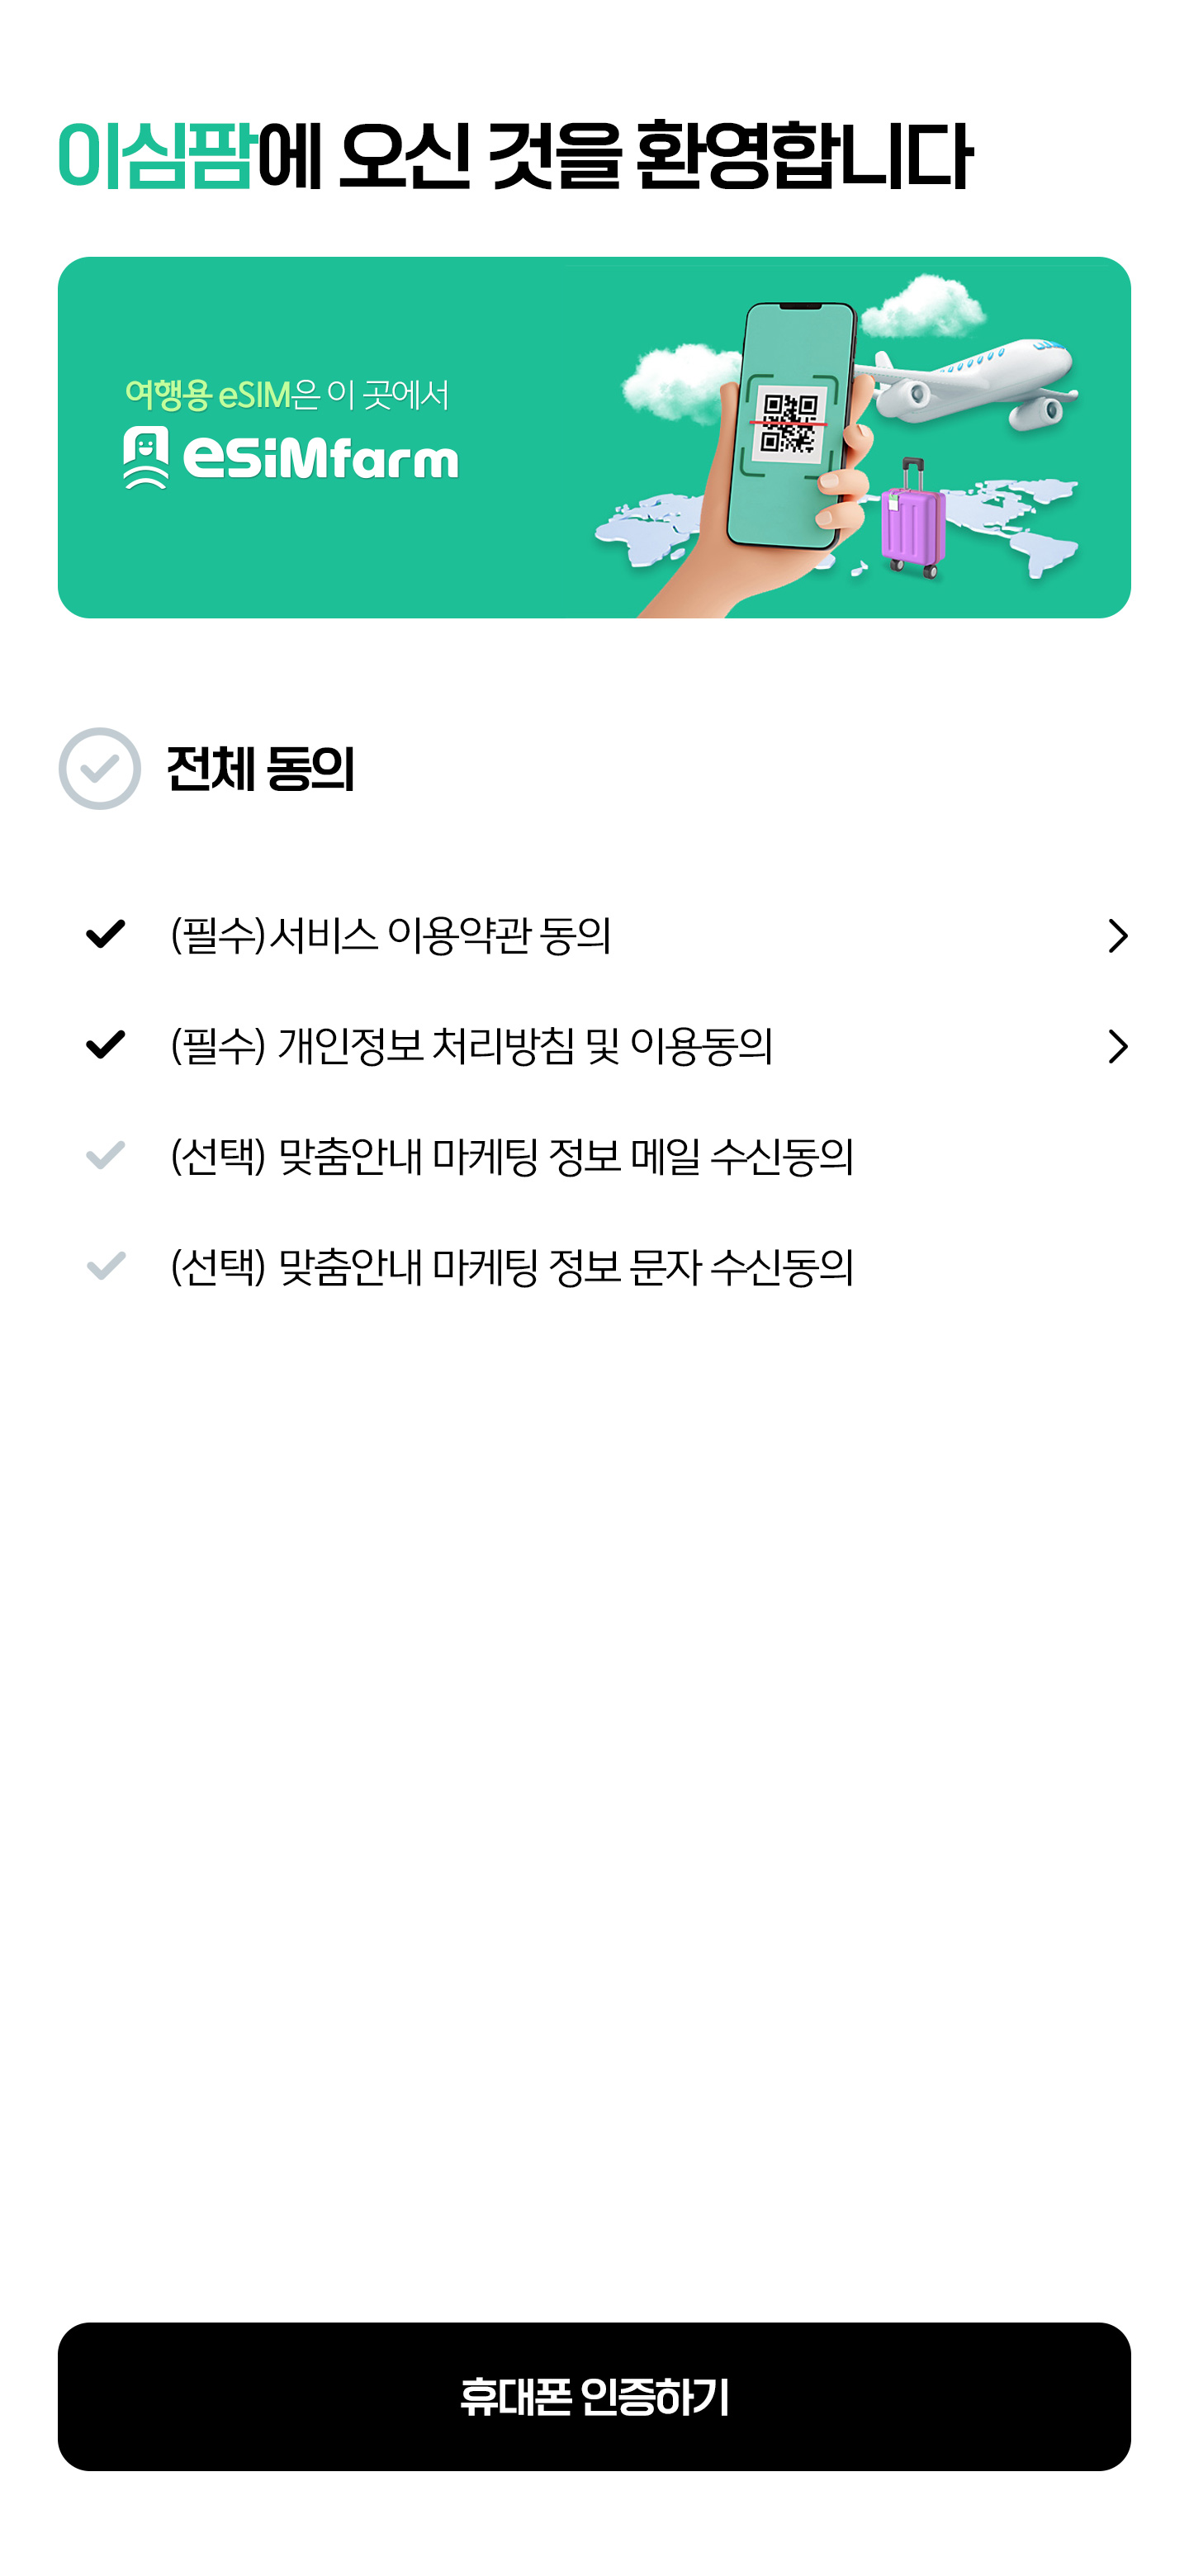 이심팜에 오신 것을 환영합니다
여행용 eSIM은 이 곳에서
esiMfarm
전체 동의
(필수) 서비스 이용약관 동의
(필수) 개인정보 처리방침 및 이용동의
(선택) 맞춤안내 마케팅 정보 메일 수신동의
(선택) 맞춤안내 마케팅 정보 문자 수신동의
휴대폰 인증하기